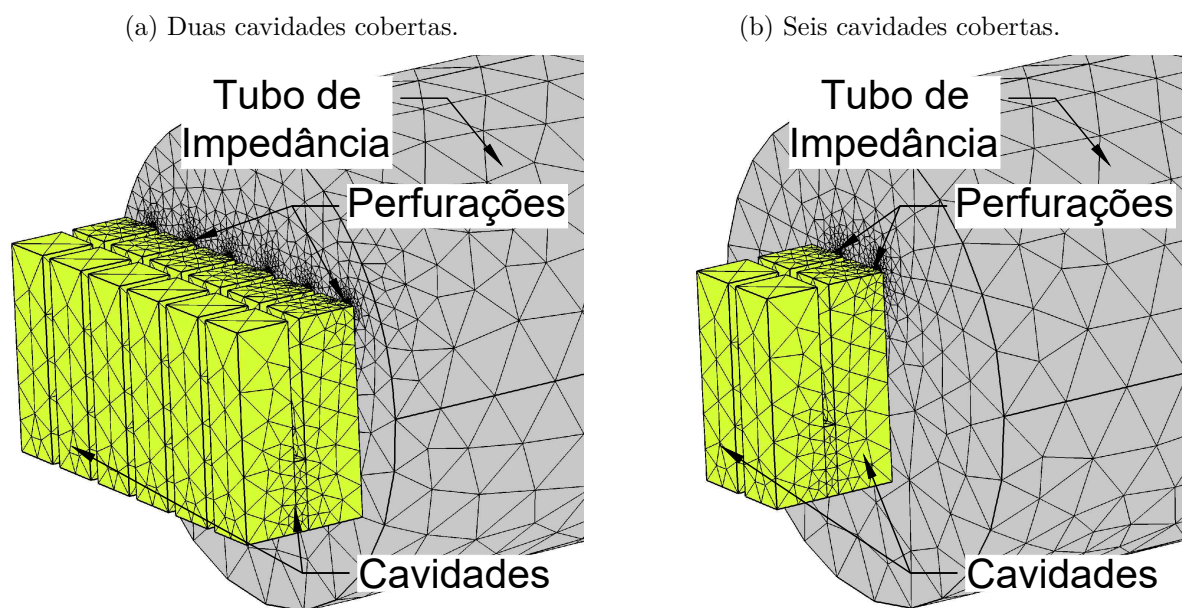 (a) Duas cavidades cobertas.
Tubo de
Impedância
Perfurações
Cavidades
(b) Seis cavidades cobertas.
Tubo de
Impedância
Perfurações
Cavidades